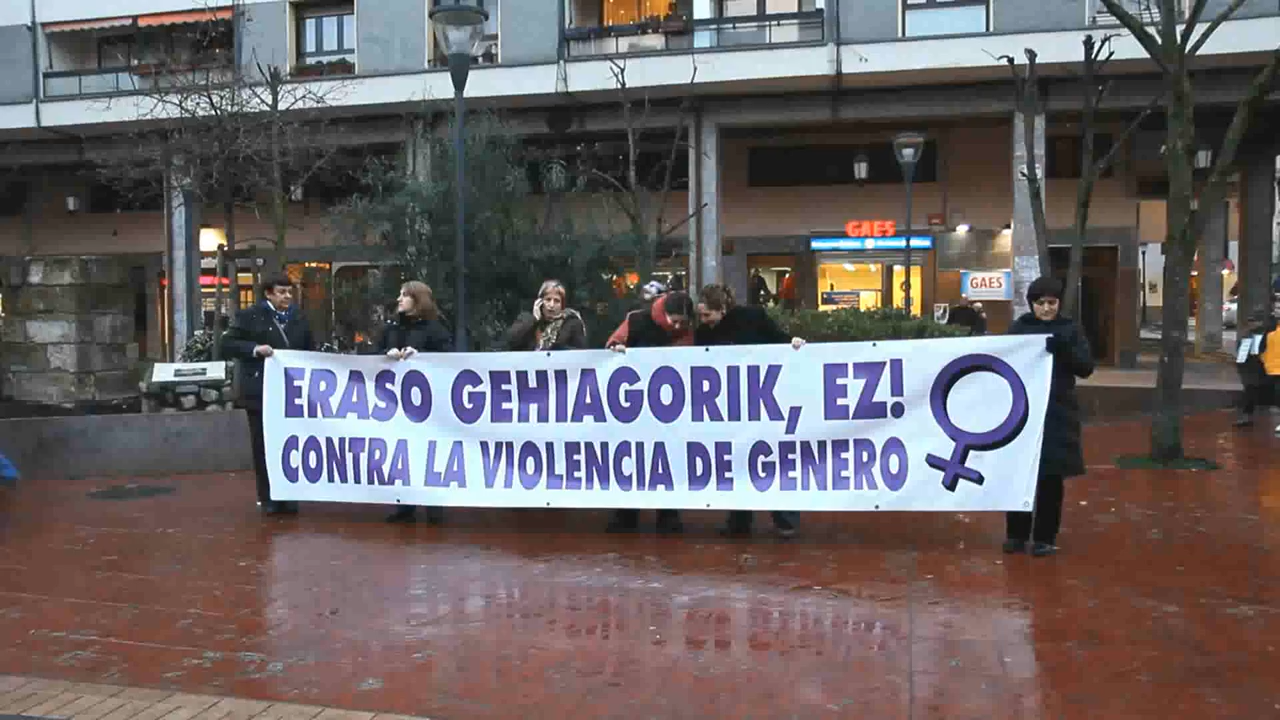 GAES
GAES
ERASO GEHIAGORIK, EZ!
CONTRA LA VIOLENCIA DE GENERO